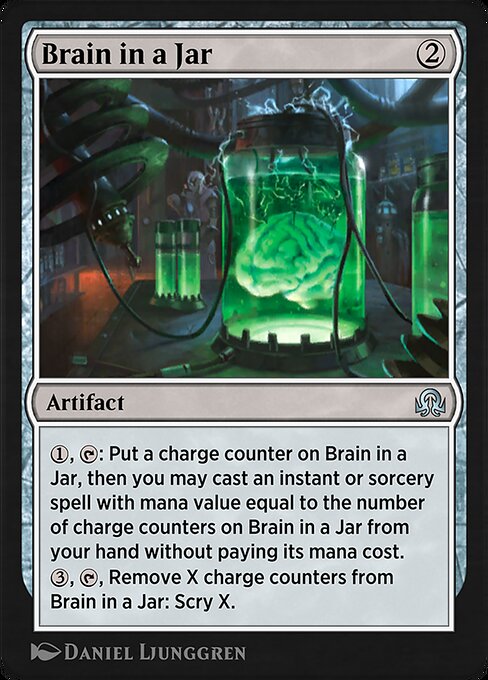 Brain in a Jar 2
Artifact
1, T: Put a charge counter on Brain in a
Jar, then you may cast an instant or sorcery
spell with mana value equal to the number
of charge counters on Brain in a Jar from
your hand without paying its mana cost.
3, T, Remove X charge counters from
Brain in a Jar: Scry X.
Daniel Ljunggren